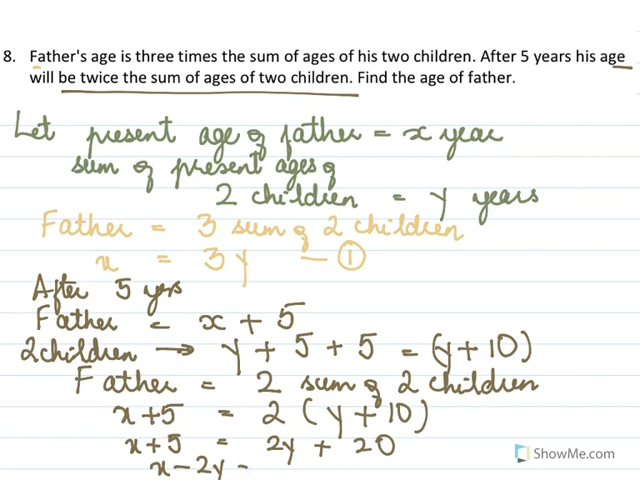 8. Father's age is three times the sum of ages of his two children. After 5 years his age
will be twice the sum of ages of two children. Find the age of father.
Let present age of father = x year
sum of present ages of
2 children = y years
Father = 3 sum of 2 children
x = 3y — ①
After 5 yers
Father = x + 5
2 children → y + 5 + 5 = (y + 10)
Father = 2 sum of 2 children
x + 5 = 2 (y + 10)
x + 5 = 2y + 20
x - 2y =
ShowMe.com